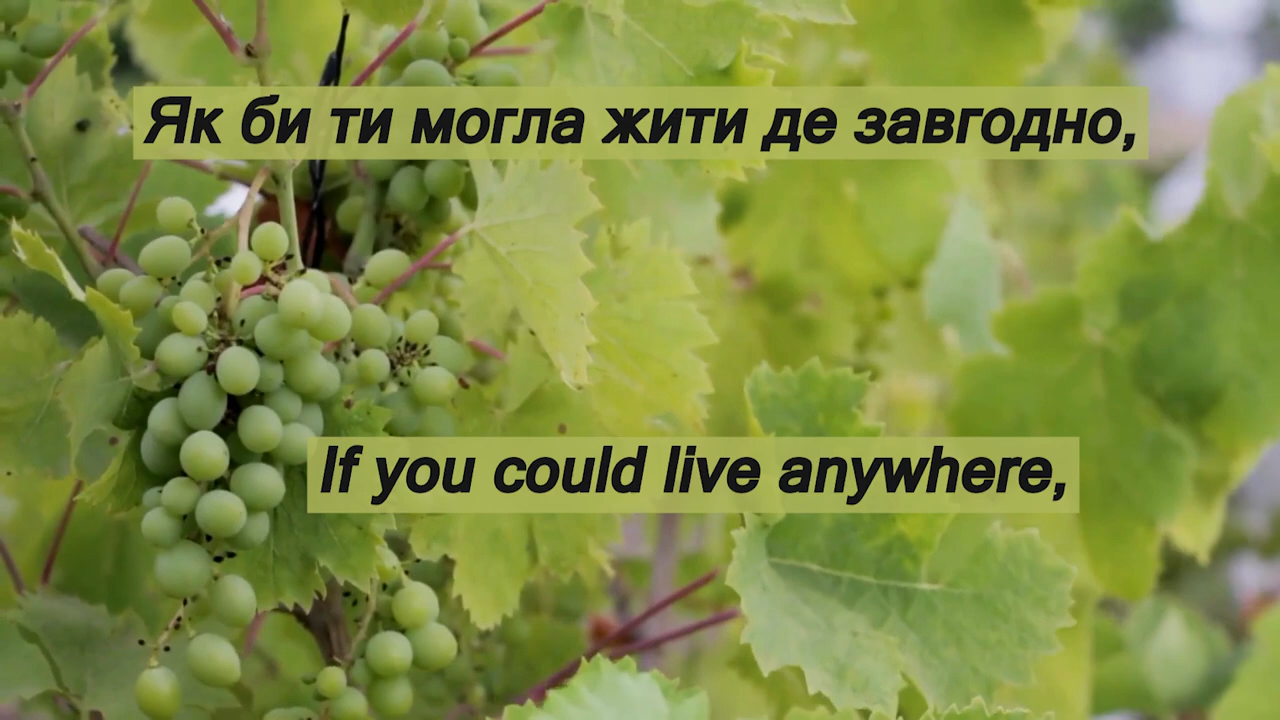 Як би ти могла жити де завгодно,
If you could live anywhere,